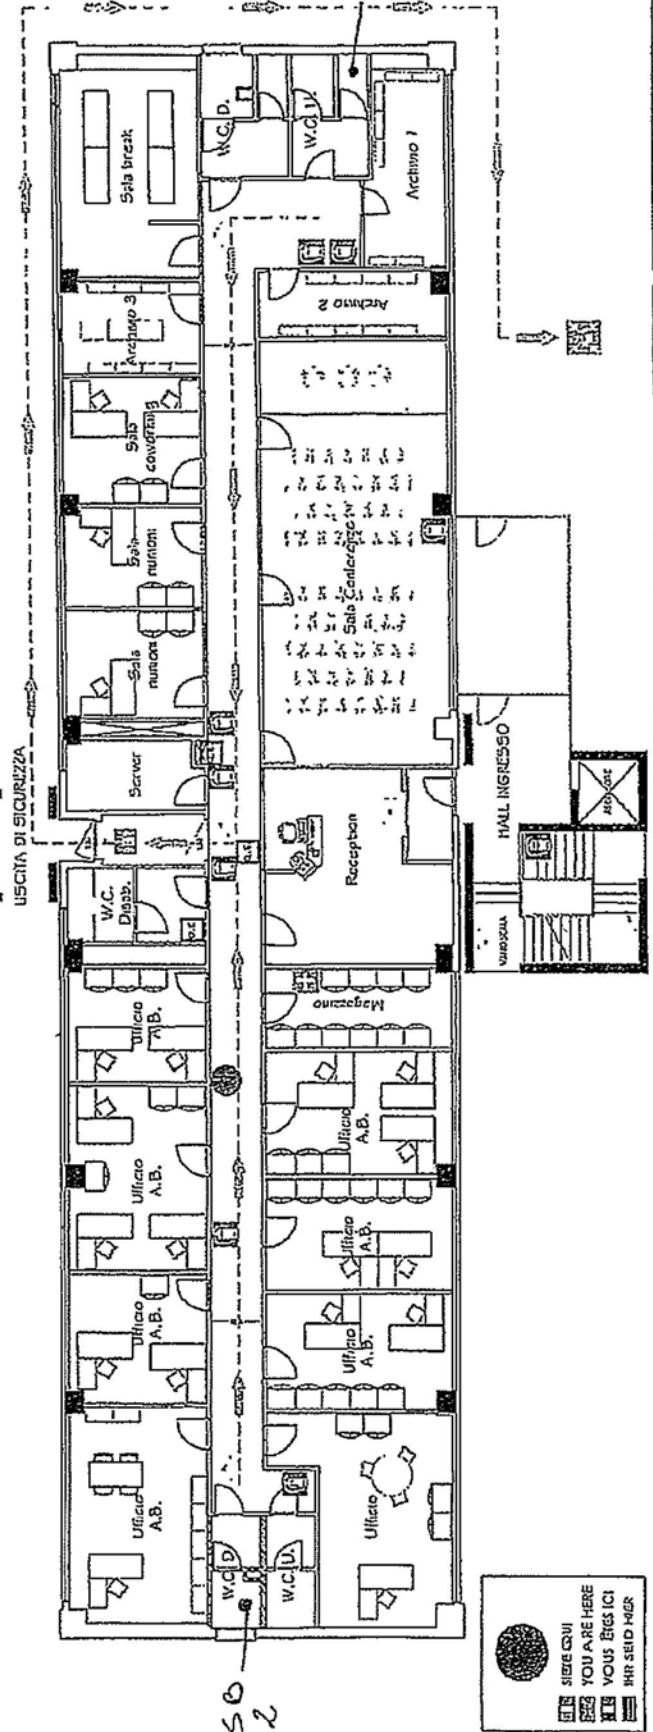 USCITA DI SICUREZZA
Sala break
W.C. D.
W.C. U.
Archivio 1
Archivio 3
Archivio 2
Sala
coworking
Sala
riunioni
Sala
riunioni
Sala Conferenze
Server
HALL INGRESSO
Reception
W.C.
Disab.
Magazzino
Ufficio
A.B.
Ufficio
A.B.
Ufficio
A.B.
Ufficio
A.B.
Ufficio
A.B.
Ufficio
A.B.
Ufficio
A.B.
Ufficio
W.C. D.
W.C. U.
SB
2
SIETE QUI
YOU ARE HERE
VOUS ÊTES ICI
IHR SEID HIER